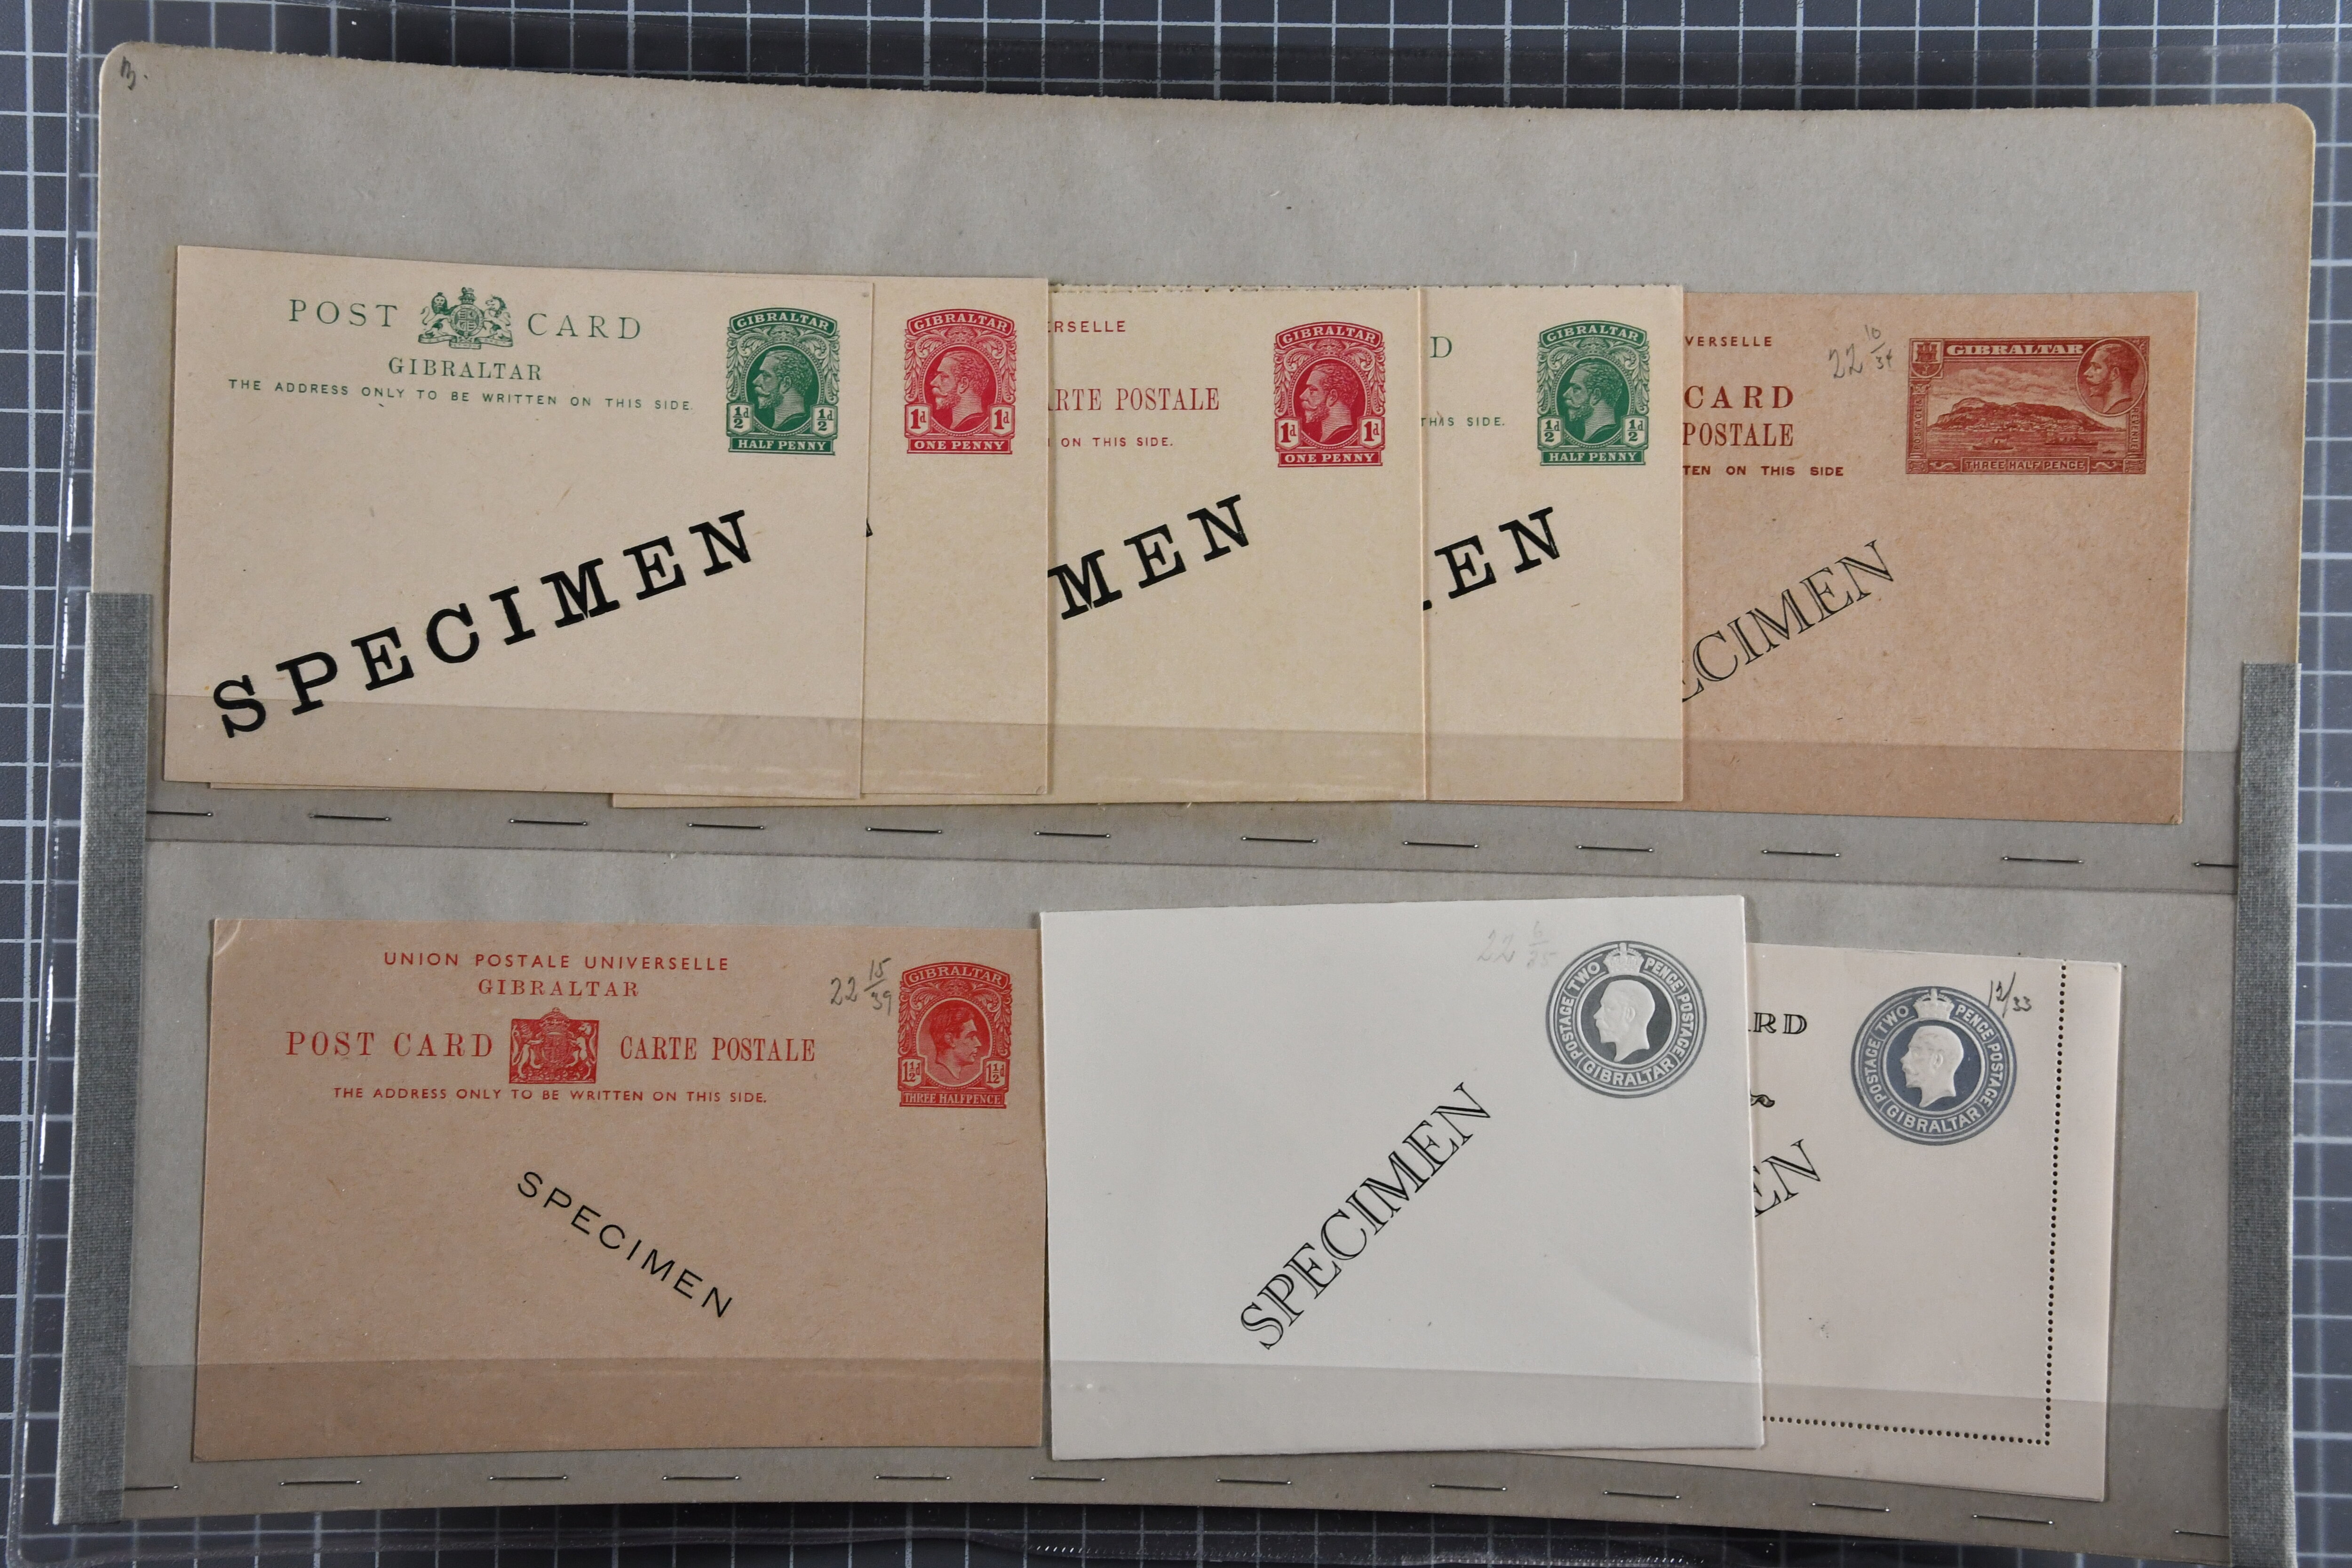 POST CARD
GIBRALTAR
THE ADDRESS ONLY TO BE WRITTEN ON THIS SIDE.
GIBRALTAR
½d ½d
HALF PENNY
SPECIMEN
GIBRALTAR
1d 1d
ONE PENNY
ERSELLE
ARTE POSTALE
ON THIS SIDE.
GIBRALTAR
1d 1d
ONE PENNY
MEN
D
THIS SIDE.
GIBRALTAR
½d ½d
HALF PENNY
EN
VERSELLE
CARD
POSTALE
TEN ON THIS SIDE
22 10/34
GIBRALTAR
POSTAGE & REVENUE
THREE HALF PENCE
ECIMEN
UNION POSTALE UNIVERSELLE
GIBRALTAR
POST CARD CARTE POSTALE
THE ADDRESS ONLY TO BE WRITTEN ON THIS SIDE.
22 15/39
GIBRALTAR
1½d 1½d
THREE HALFPENCE
SPECIMEN
22 6/35
POSTAGE TWO PENCE POSTAGE
GIBRALTAR
SPECIMEN
RD
12/33
POSTAGE TWO PENCE POSTAGE
GIBRALTAR
EN